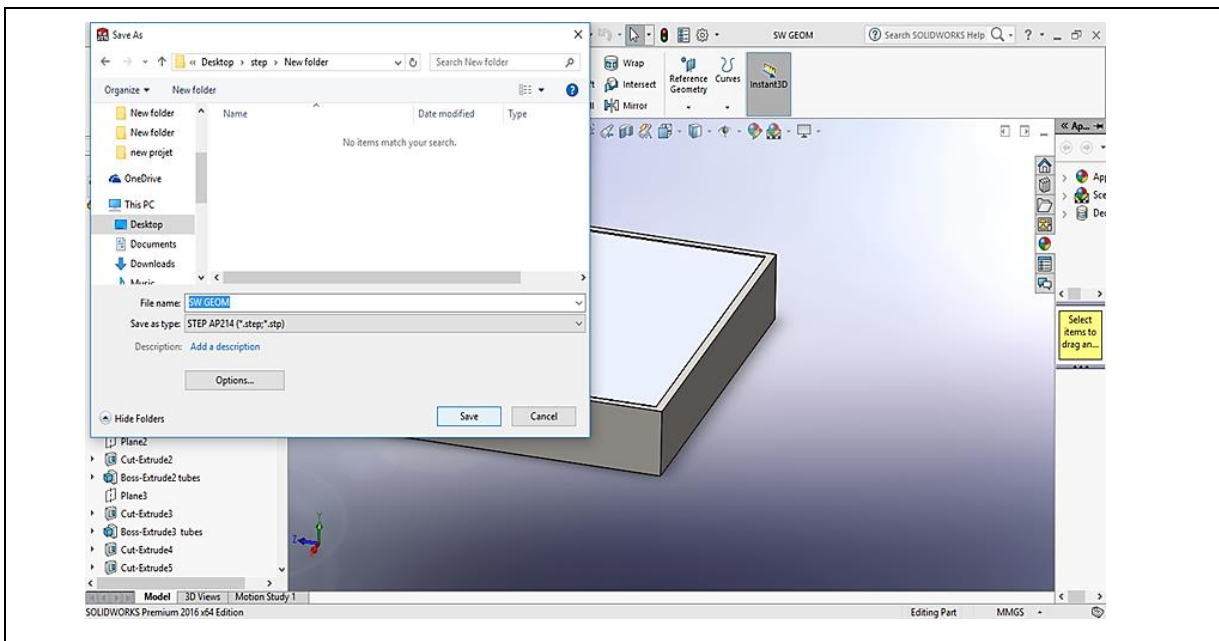 Save As
SW GEOM
Search SOLIDWORKS Help
« Desktop › step › New folder
Search New folder
Wrap
Intersect
Mirror
Reference Geometry
Curves
Instant3D
Organize
New folder
New folder
New folder
new projet
OneDrive
This PC
Desktop
Documents
Downloads
Music
Name
Date modified
Type
No items match your search.
File name: SW GEOM
Save as type: STEP AP214 (*.step;*.stp)
Description: Add a description
Options...
Hide Folders
Save
Cancel
« Ap...
Ap
Sce
De
Select
items to
drag an...
Plane2
Cut-Extrude2
Boss-Extrude2 tubes
Plane3
Cut-Extrude3
Boss-Extrude3 tubes
Cut-Extrude4
Cut-Extrude5
Z
Y
Model
3D Views
Motion Study 1
SOLIDWORKS Premium 2016 x64 Edition
Editing Part
MMGS